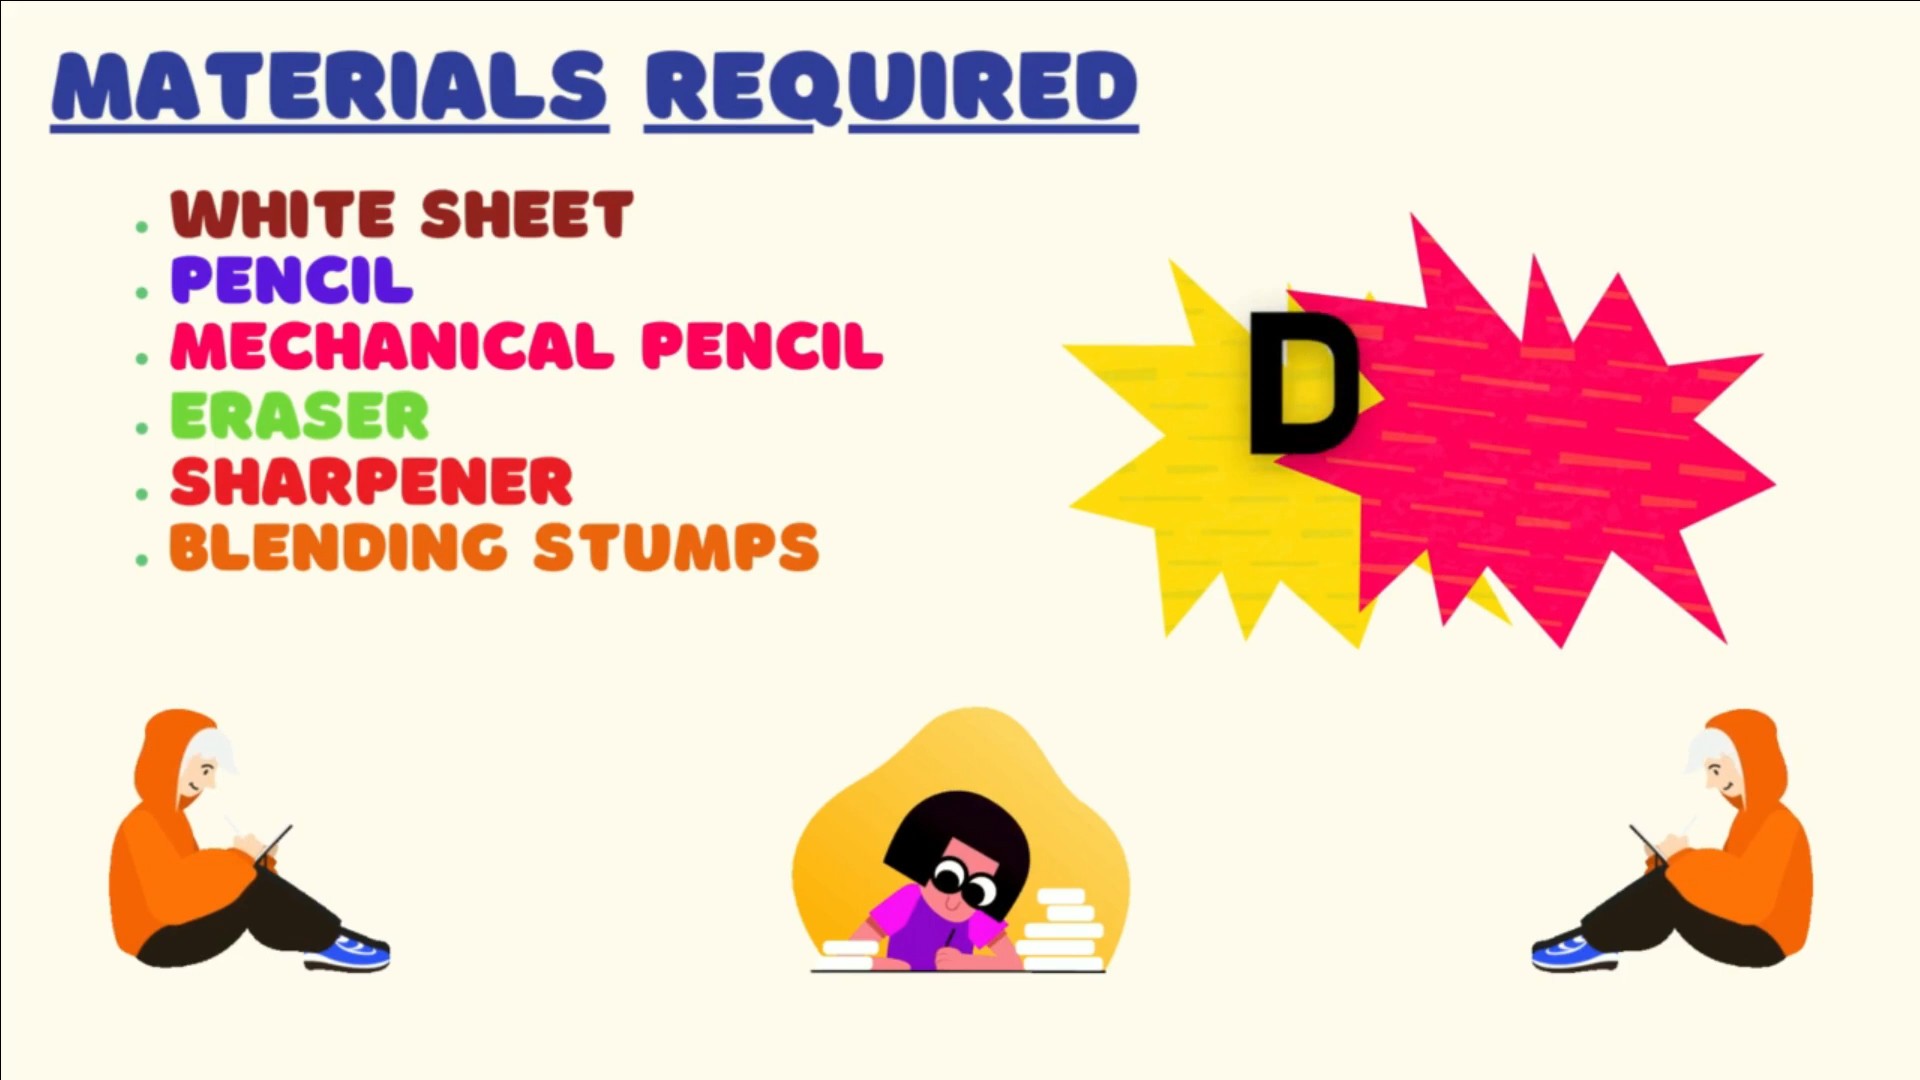 MATERIALS REQUIRED
WHITE SHEET
PENCIL
MECHANICAL PENCIL
ERASER
SHARPENER
BLENDING STUMPS
D